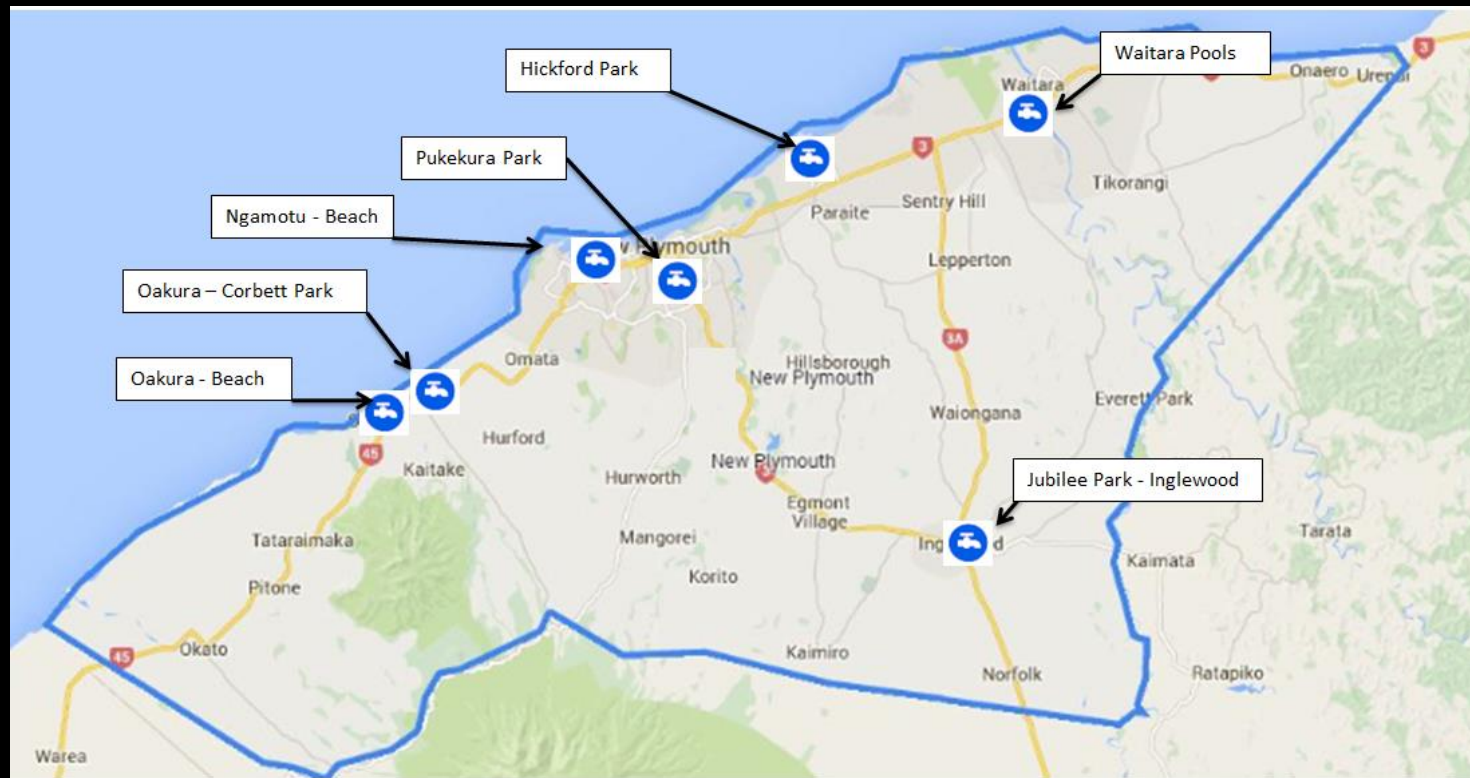 Hickford Park
Waitara Pools
Pukekura Park
Ngamotu - Beach
Oakura – Corbett Park
Oakura - Beach
Jubilee Park - Inglewood
3
Onaero
Waitara
3
Tikorangi
Sentry Hill
Paraite
Plymouth
Lepperton
3A
Omata
Hillsborough
New Plymouth
Everett Park
Waiongana
Hurford
45
Kaitake
New Plymouth
3
Hurworth
Egmont
Village
Tataraimaka
Mangorei
Tarata
Kaimata
Korito
Pitone
Okato
45
Kaimiro
Norfolk
Ratapiko
Warea